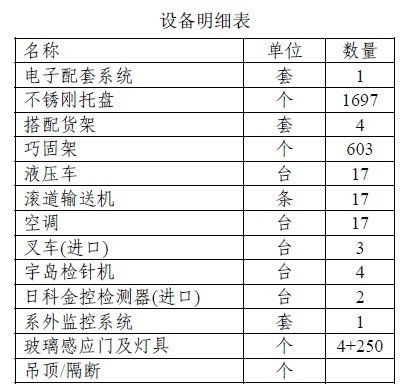 设备明细表
名称 单位 数量
电子配套系统 套 1
不锈刚托盘 个 1697
搭配货架 套 4
巧固架 个 603
液压车 台 17
滚道输送机 条 17
空调 台 17
叉车(进口) 台 3
宇岛检针机 台 4
日科金控检测器(进口) 台 2
系外监控系统 套 1
玻璃感应门及灯具 个 4+250
吊顶/隔断 个